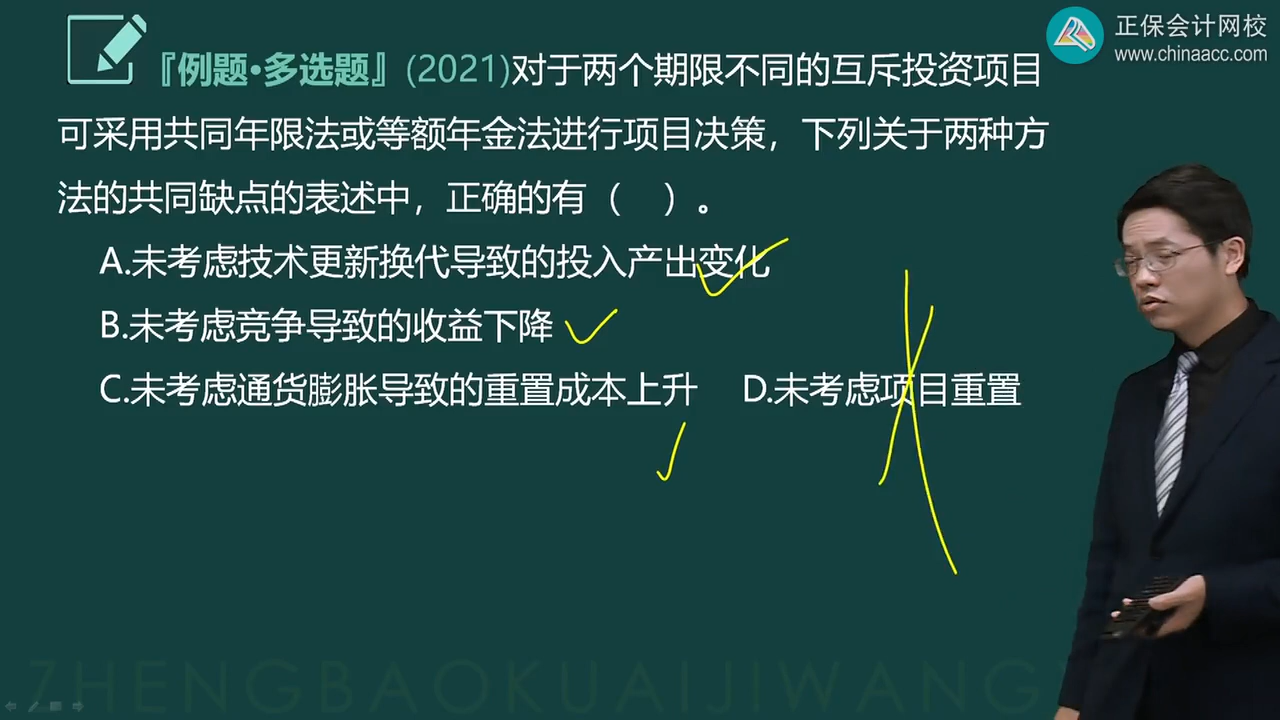 正保会计网校
www.chinaacc.com
『例题•多选题』(2021)对于两个期限不同的互斥投资项目
可采用共同年限法或等额年金法进行项目决策，下列关于两种方
法的共同缺点的表述中，正确的有（　）。
A.未考虑技术更新换代导致的投入产出变化
B.未考虑竞争导致的收益下降
C.未考虑通货膨胀导致的重置成本上升 D.未考虑项目重置
ZHENGBAOKUAIJIWANG